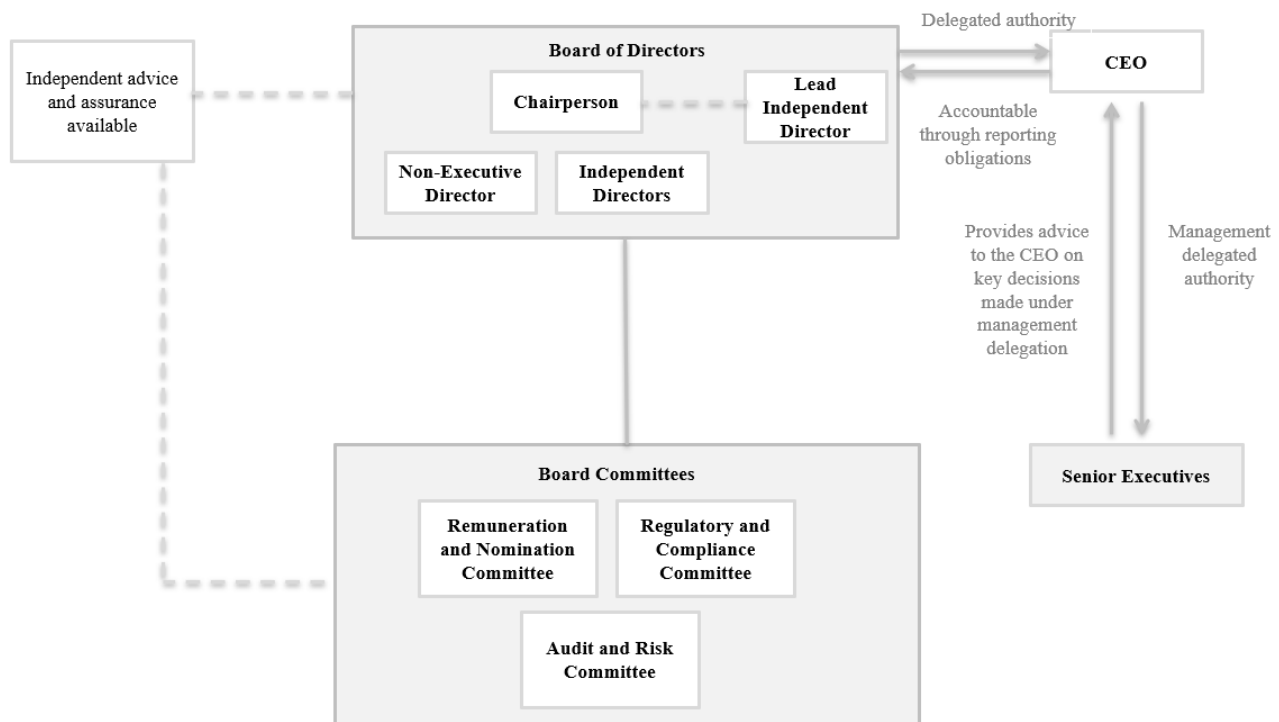 Delegated authority
Board of Directors
Independent advice
and assurance
available
CEO
Chairperson
Lead
Independent
Director
Accountable
through reporting
obligations
Non-Executive
Director
Independent
Directors
Provides advice
to the CEO on
key decisions
made under
management
delegation
Management
delegated
authority
Board Committees
Senior Executives
Remuneration
and Nomination
Committee
Regulatory and
Compliance
Committee
Audit and Risk
Committee